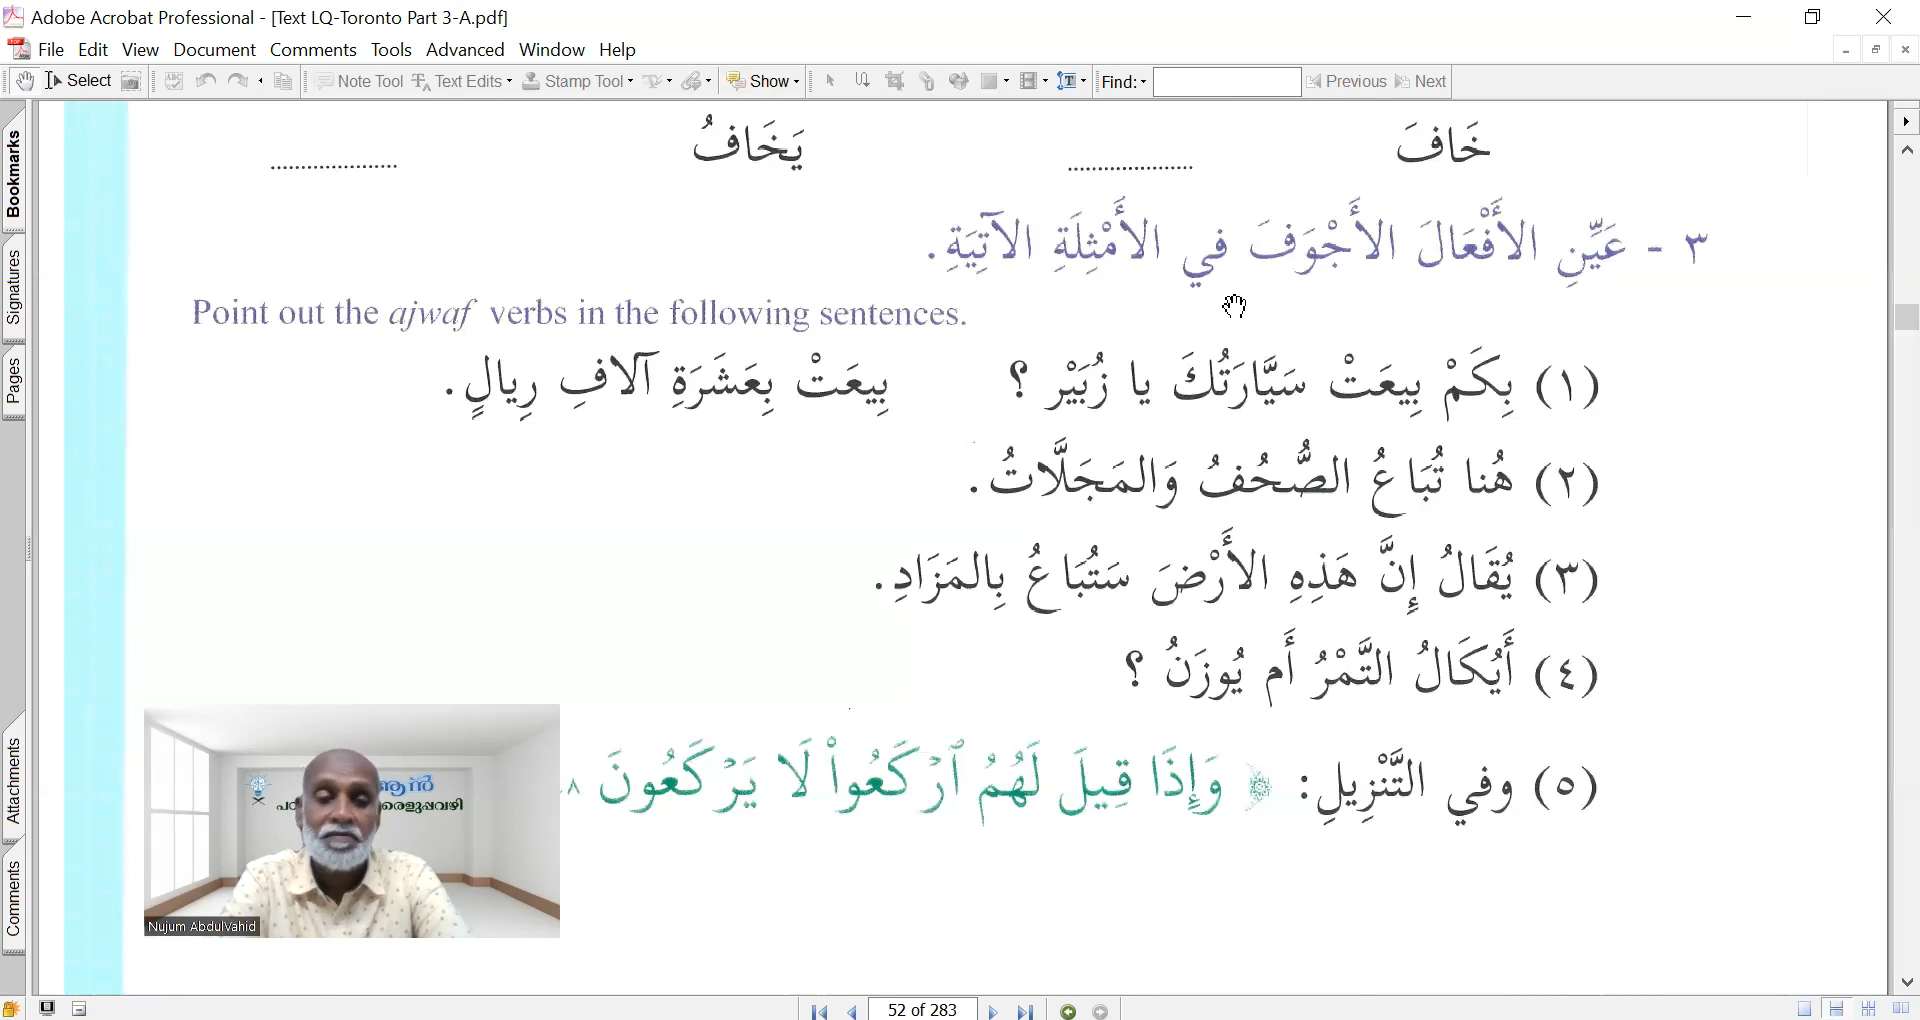 Adobe Acrobat Professional - [Text LQ-Toronto Part 3-A.pdf]
File Edit View Document Comments Tools Advanced Window Help
Select Note Tool Text Edits Stamp Tool Show Find: Previous Next
Bookmarks
Signatures
Pages
Attachments
Comments
خَافَ .................... يَخَافُ ....................
٣ - عَيِّنِ الأَفْعَالَ الأَجْوَفَ في الأَمْثِلَةِ الآتِيَةِ.
Point out the ajwaf verbs in the following sentences.
(١) بِكَمْ بِيعَتْ سَيَّارَتُكَ يا زُبَيْر ؟ بِيعَتْ بِعَشَرَةِ آلافِ رِيالٍ.
(٢) هُنا تُبَاعُ الصُّحُفُ وَالمَجَلَّاتُ.
(٣) يُقَالُ إِنَّ هَذِهِ الأَرْضَ سَتُبَاعُ بِالمَزَادِ.
(٤) أَيُكَالُ التَّمْرُ أَم يُوزَنُ ؟
(٥) وفي التَّنْزِيلِ: ﴿ وَإِذَا قِيلَ لَهُمُ ٱرْكَعُوا۟ لَا يَرْكَعُونَ
Nujum AbdulVahid
52 of 283